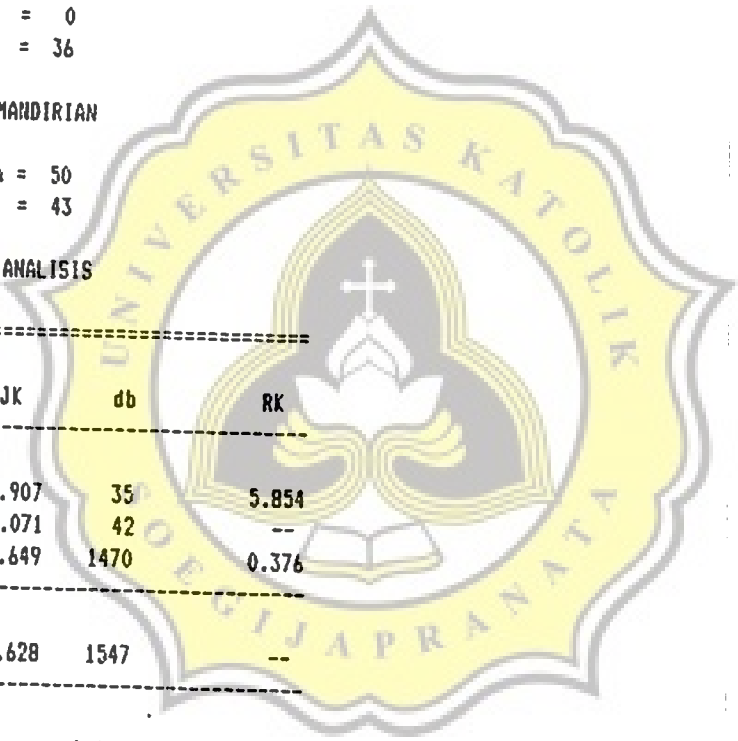 = 0
= 36
MANDIRIAN
= 50
= 43
ANALISIS
JK db RK
.907 35 5.854
.071 42 --
.649 1470 0.376
.628 1547 --
UNIVERSITAS KATOLIK
SOEGIJAPRANATA